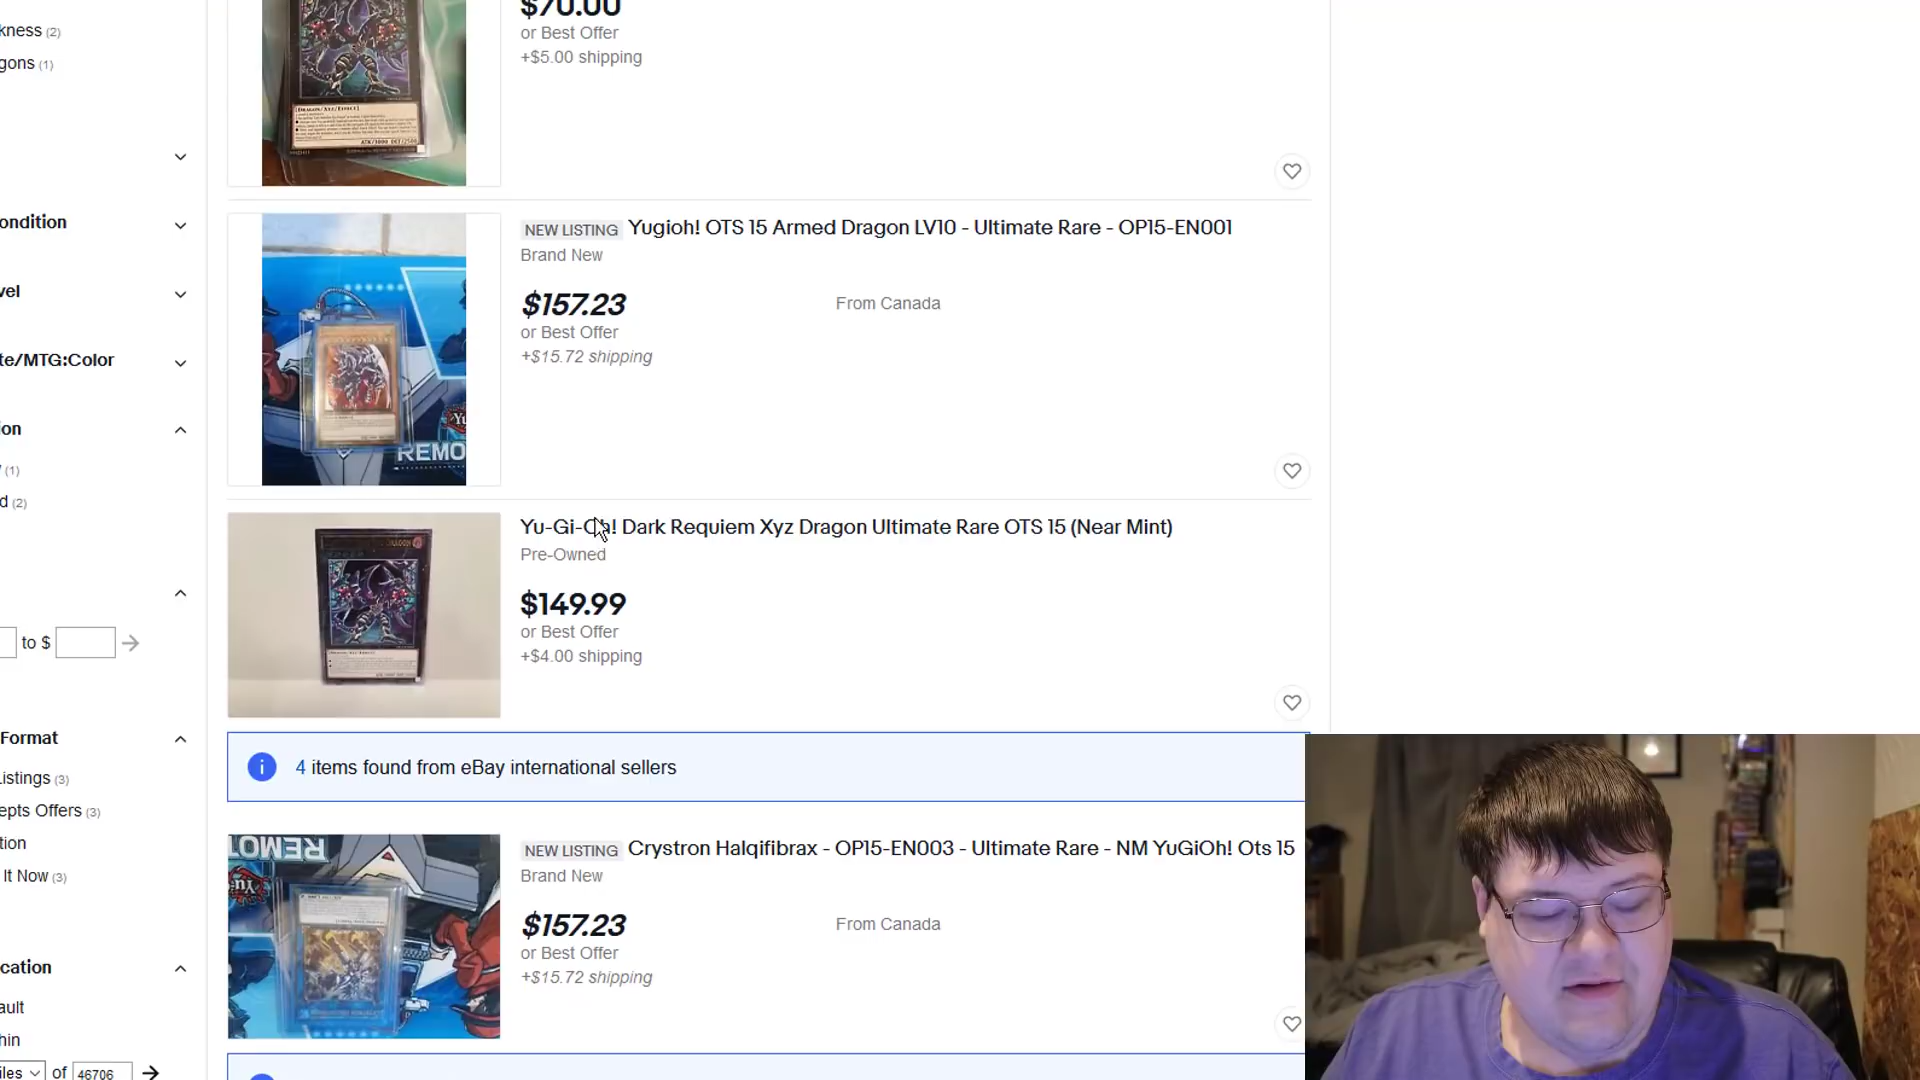 kness (2)
gons (1)
ondition
vel
te/MTG:Color
on
(1)
d (2)
to $
Format
Listings (3)
epts Offers (3)
tion
It Now (3)
cation
ault
hin
iles of 46706
$70.00
or Best Offer
+$5.00 shipping
NEW LISTING Yugioh! OTS 15 Armed Dragon LV10 - Ultimate Rare - OP15-EN001
Brand New
$157.23 From Canada
or Best Offer
+$15.72 shipping
REMO
Yu-Gi-Oh! Dark Requiem Xyz Dragon Ultimate Rare OTS 15 (Near Mint)
Pre-Owned
$149.99
or Best Offer
+$4.00 shipping
4 items found from eBay international sellers
NEW LISTING Crystron Halqifibrax - OP15-EN003 - Ultimate Rare - NM YuGiOh! Ots 15
Brand New
$157.23 From Canada
or Best Offer
+$15.72 shipping
REMOT